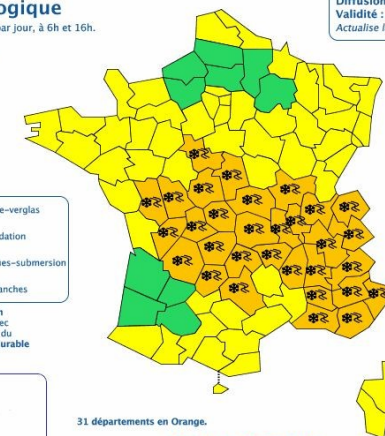 ogique
par jour, à 6h et 16h.
Diffusion
Validité :
Actualise l
e-verglas
dation
ues-submersion
anches
n
ec
du
urable
31 départements en Orange.